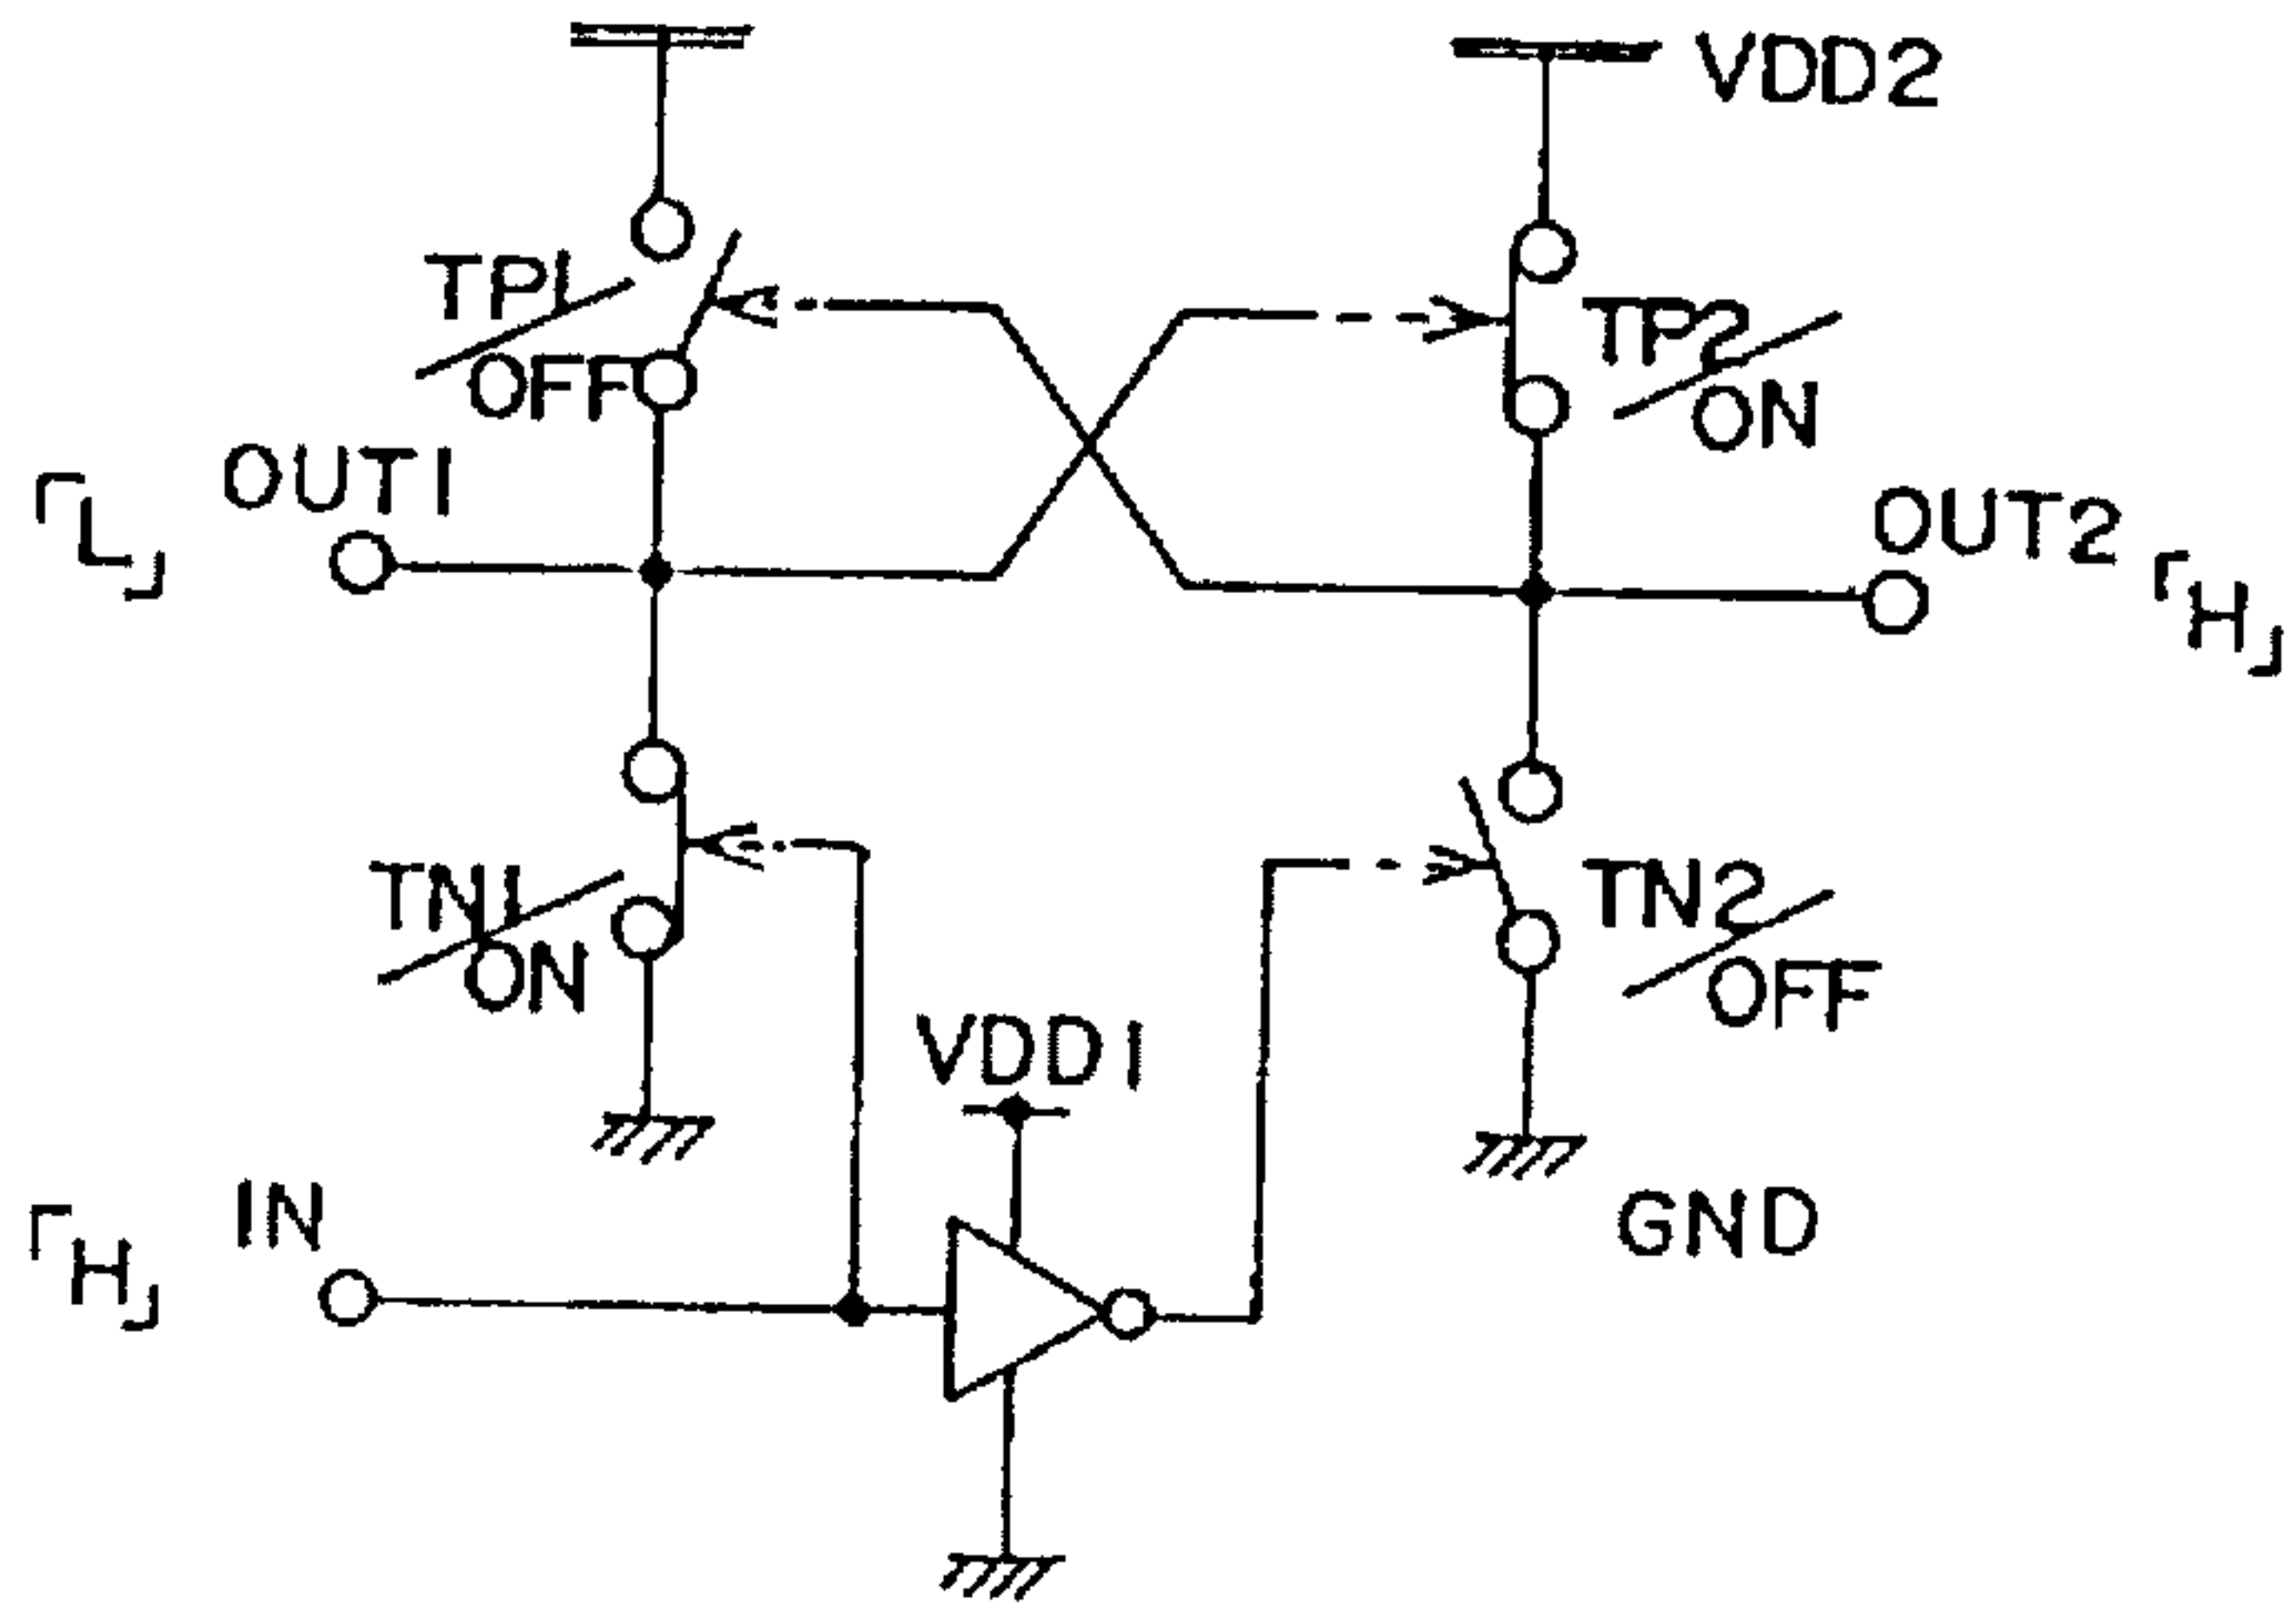 VDD2
TP1
OFF
TP2
ON
OUT1
「L」
OUT2
「H」
TN1
ON
TN2
OFF
VDD1
IN
「H」
GND